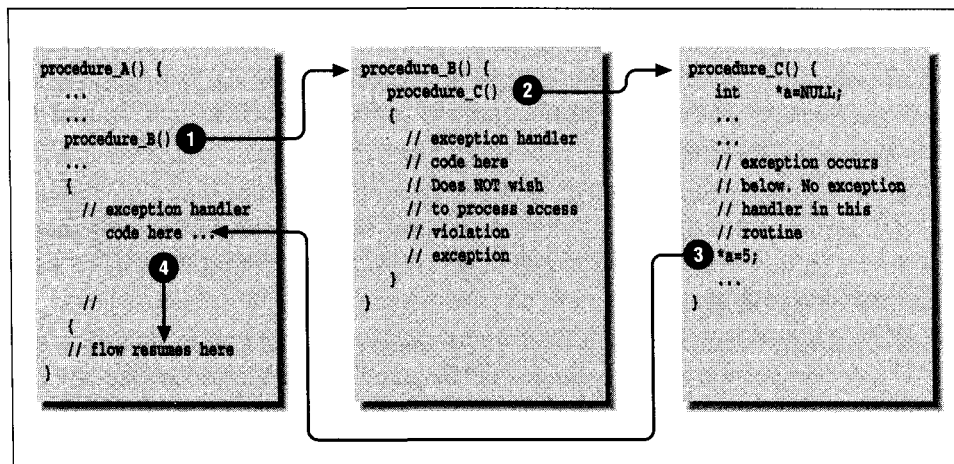 procedure_A() {
...
...
procedure_B() 1
...
{
// exception handler
code here ...
4
//
{
// flow resumes here
}
procedure_B() {
procedure_C() 2
{
// exception handler
// code here
// Does NOT wish
// to process access
// violation
// exception
}
}
procedure_C() {
int *a=NULL;
...
...
// exception occurs
// below. No exception
// handler in this
// routine
3 *a=5;
...
}